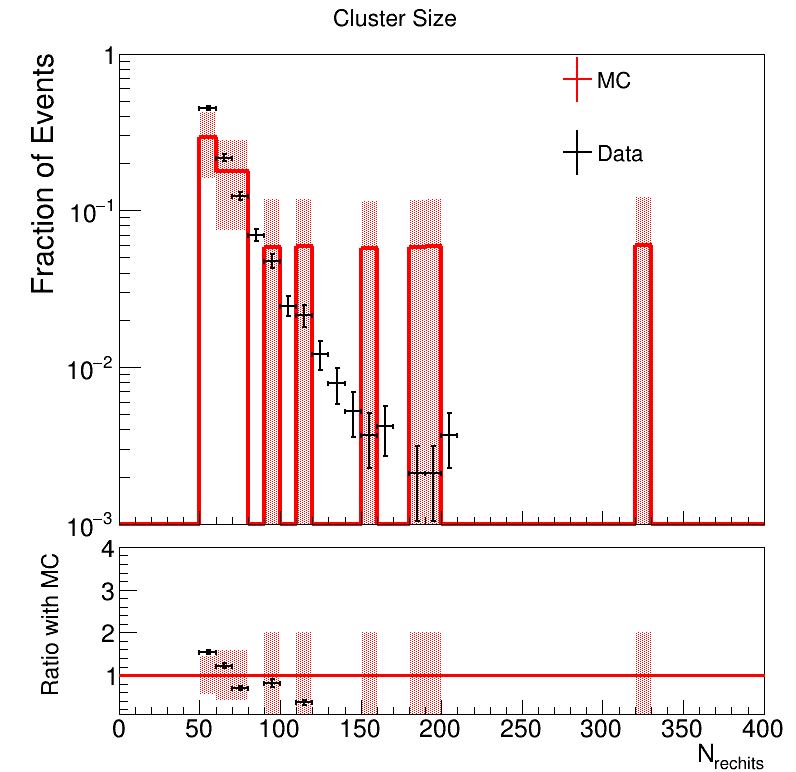 Cluster Size
Fraction of Events
1
10⁻¹
10⁻²
10⁻³
MC
Data
Ratio with MC
4
3
2
1
0 50 100 150 200 250 300 350 400
N_rechits